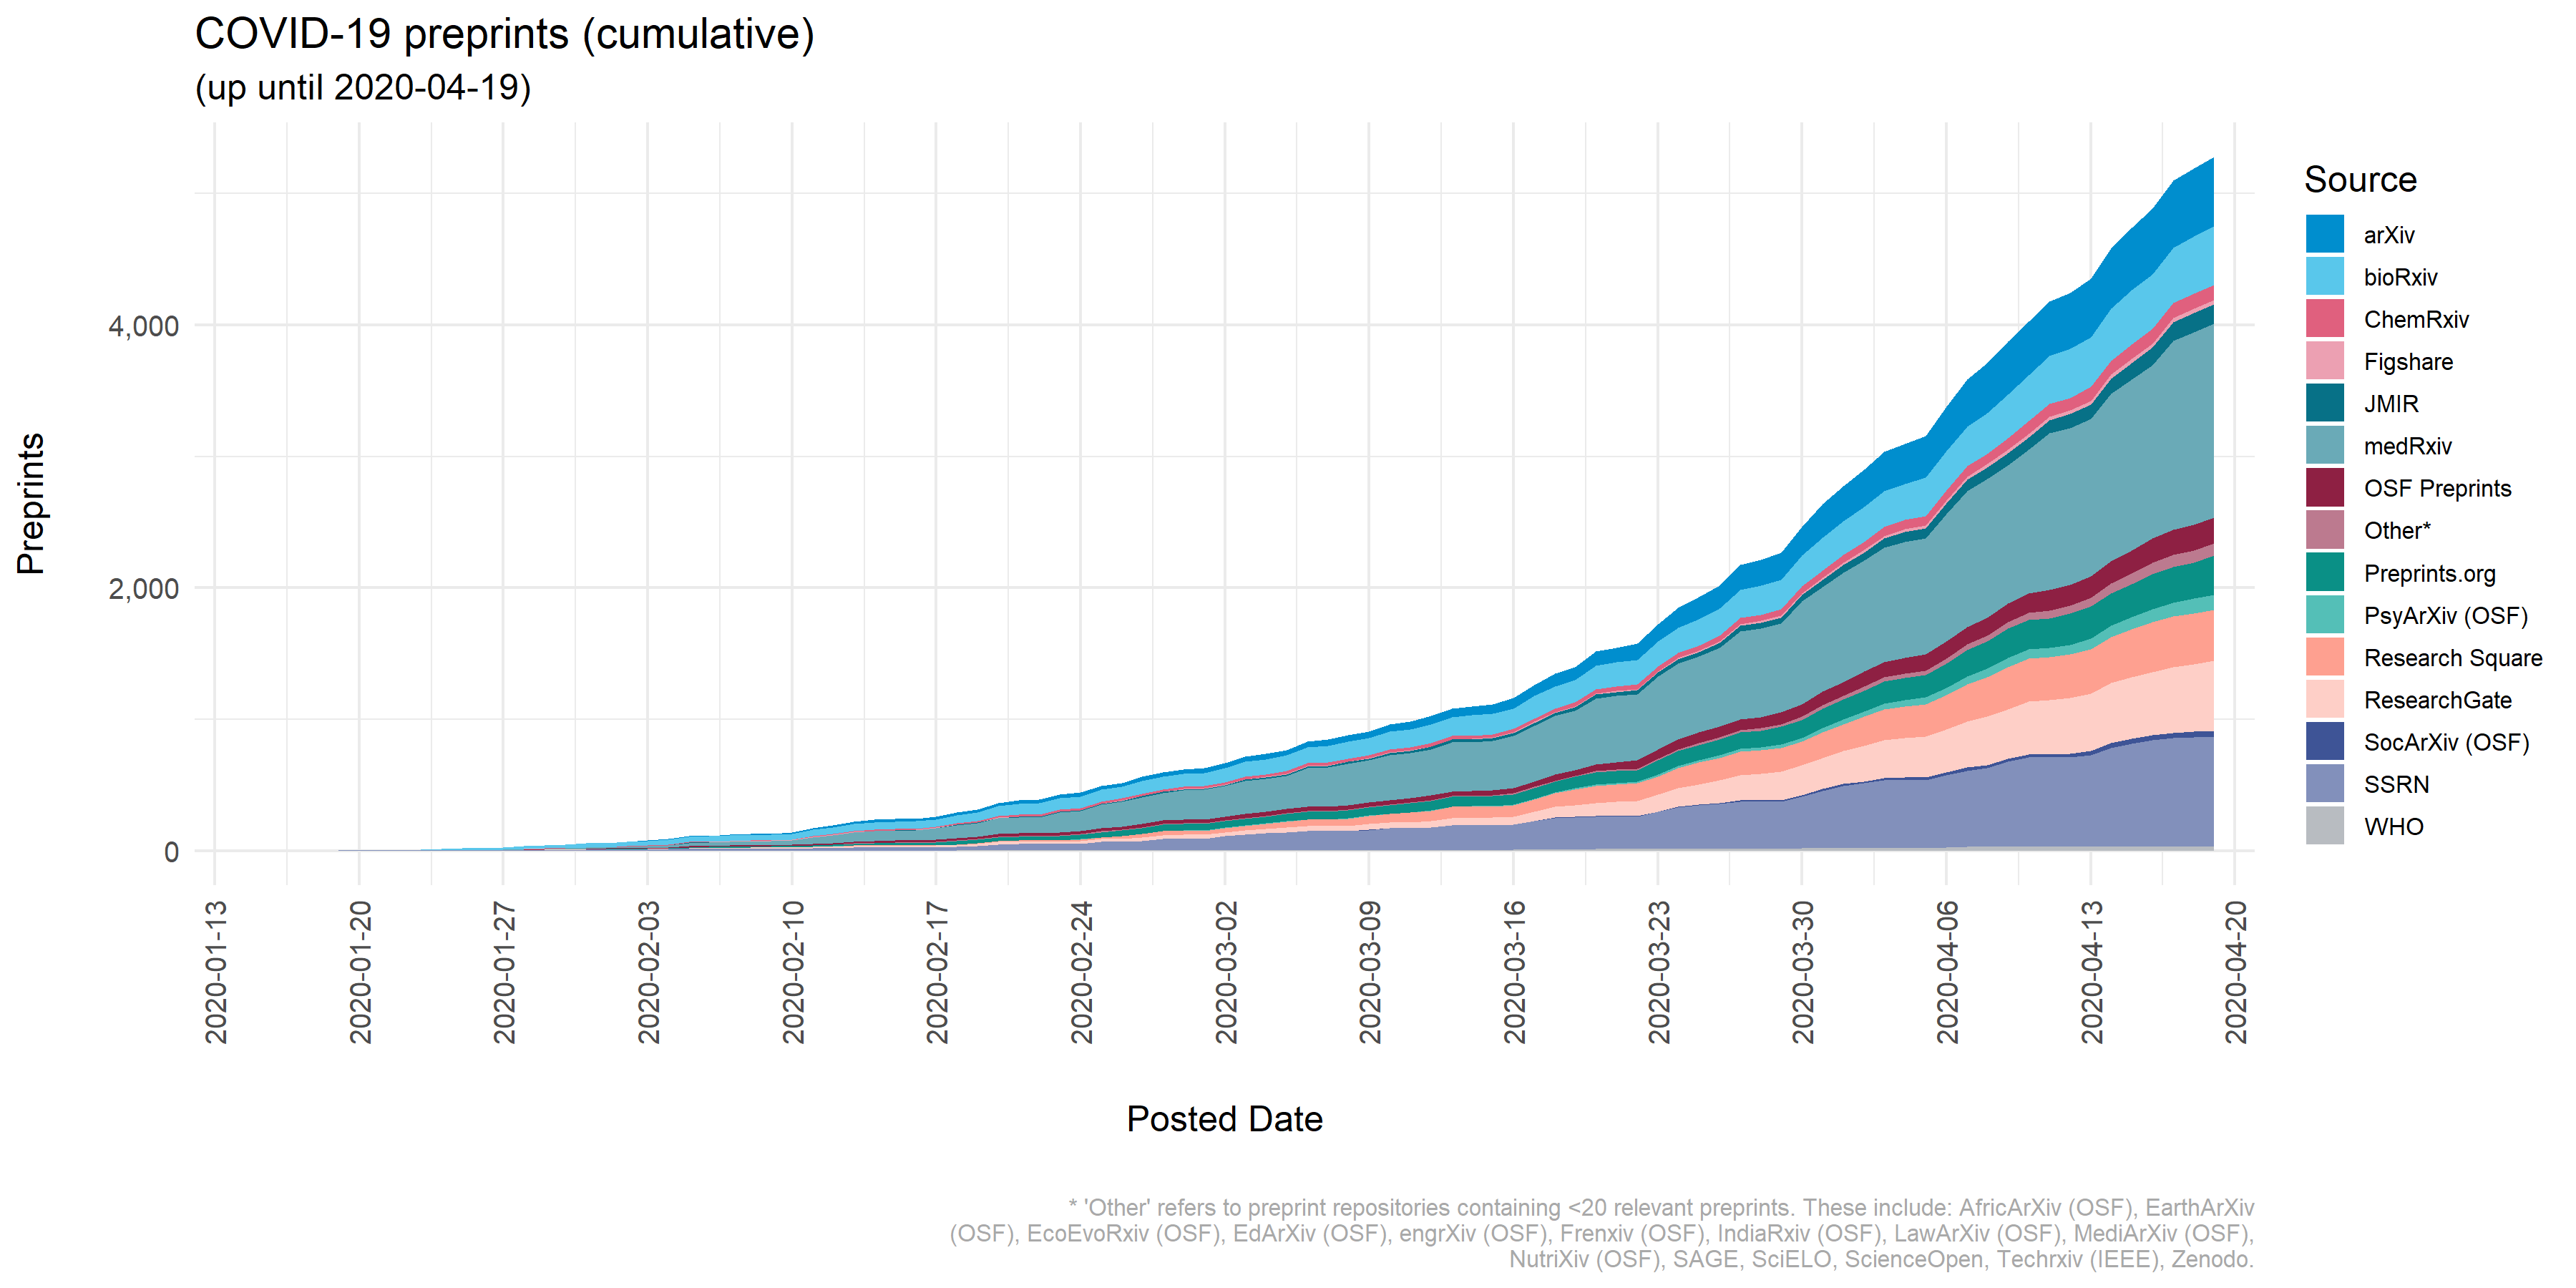 COVID-19 preprints (cumulative)
(up until 2020-04-19)
Preprints
4,000
2,000
0
2020-01-13
2020-01-20
2020-01-27
2020-02-03
2020-02-10
2020-02-17
2020-02-24
2020-03-02
2020-03-09
2020-03-16
2020-03-23
2020-03-30
2020-04-06
2020-04-13
2020-04-20
Posted Date
Source
arXiv
bioRxiv
ChemRxiv
Figshare
JMIR
medRxiv
OSF Preprints
Other*
Preprints.org
PsyArXiv (OSF)
Research Square
ResearchGate
SocArXiv (OSF)
SSRN
WHO
* 'Other' refers to preprint repositories containing <20 relevant preprints. These include: AfricArXiv (OSF), EarthArXiv
(OSF), EcoEvoRxiv (OSF), EdArXiv (OSF), engrXiv (OSF), Frenxiv (OSF), IndiaRxiv (OSF), LawArXiv (OSF), MediArXiv (OSF),
NutriXiv (OSF), SAGE, SciELO, ScienceOpen, Techrxiv (IEEE), Zenodo.